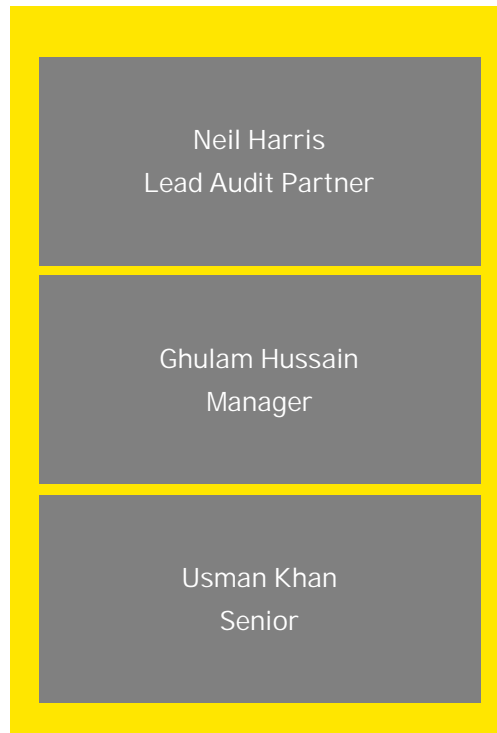 Neil Harris
Lead Audit Partner
Ghulam Hussain
Manager
Usman Khan
Senior